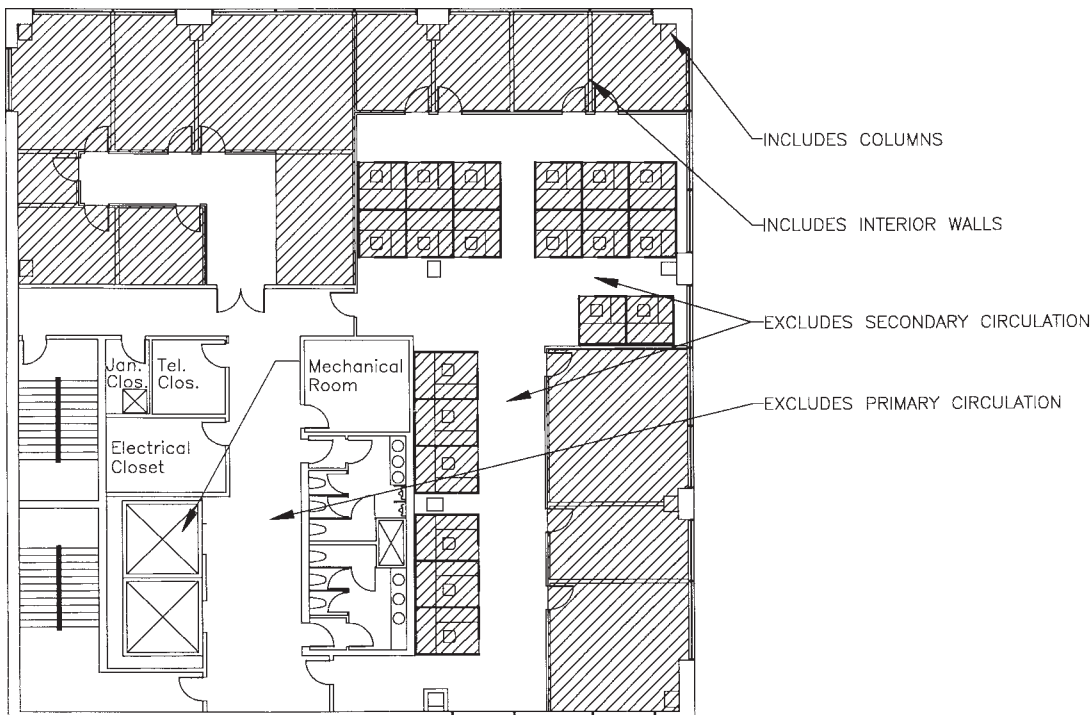 INCLUDES COLUMNS
INCLUDES INTERIOR WALLS
EXCLUDES SECONDARY CIRCULATION
Jan.
Clos.
Tel.
Clos.
Mechanical
Room
EXCLUDES PRIMARY CIRCULATION
Electrical
Closet